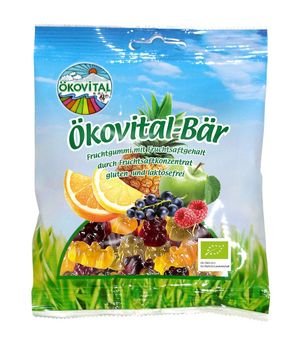 ÖKOVITAL
Ökovital-Bär
Fruchtgummi mit Fruchtsaftgehalt
durch Fruchtsaftkonzentrat
gluten- und laktosefrei